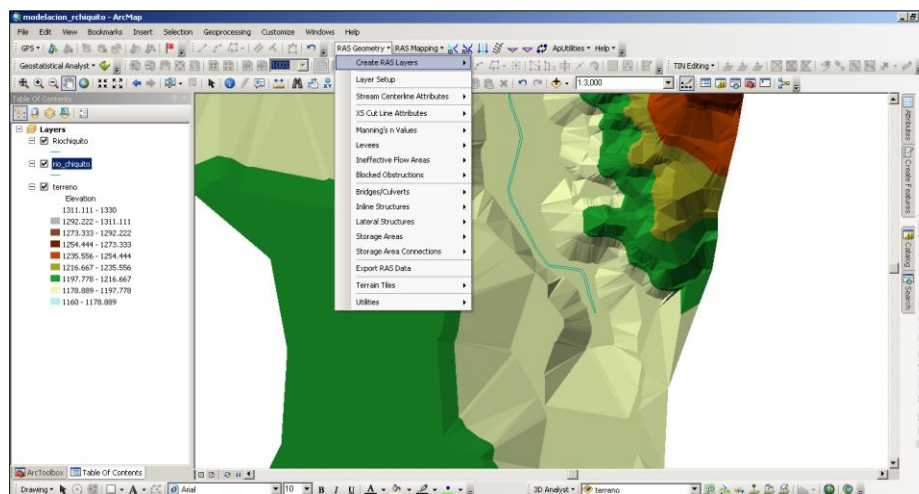 modelacion_rchiquito - ArcMap
File Edit View Bookmarks Insert Selection Geoprocessing Customize Windows Help
GPS RAS Geometry RAS Mapping ApUtilities Help
Geostatistical Analyst TIN Editing
1:3,000
Table Of Contents
Layers
Riochiquito
rio_chiquito
terreno
Elevation
1311.111 - 1330
1292.222 - 1311.111
1273.333 - 1292.222
1254.444 - 1273.333
1235.556 - 1254.444
1216.667 - 1235.556
1197.778 - 1216.667
1178.889 - 1197.778
1160 - 1178.889
Create RAS Layers
Layer Setup
Stream Centerline Attributes
XS Cut Line Attributes
Manning's n Values
Levees
Ineffective Flow Areas
Blocked Obstructions
Bridges/Culverts
Inline Structures
Lateral Structures
Storage Areas
Storage Area Connections
Export RAS Data
Terrain Tiles
Utilities
Attributes
Create Features
Catalog
Search
ArcToolbox Table Of Contents
Drawing Arial 10 B I U A 3D Analyst terreno